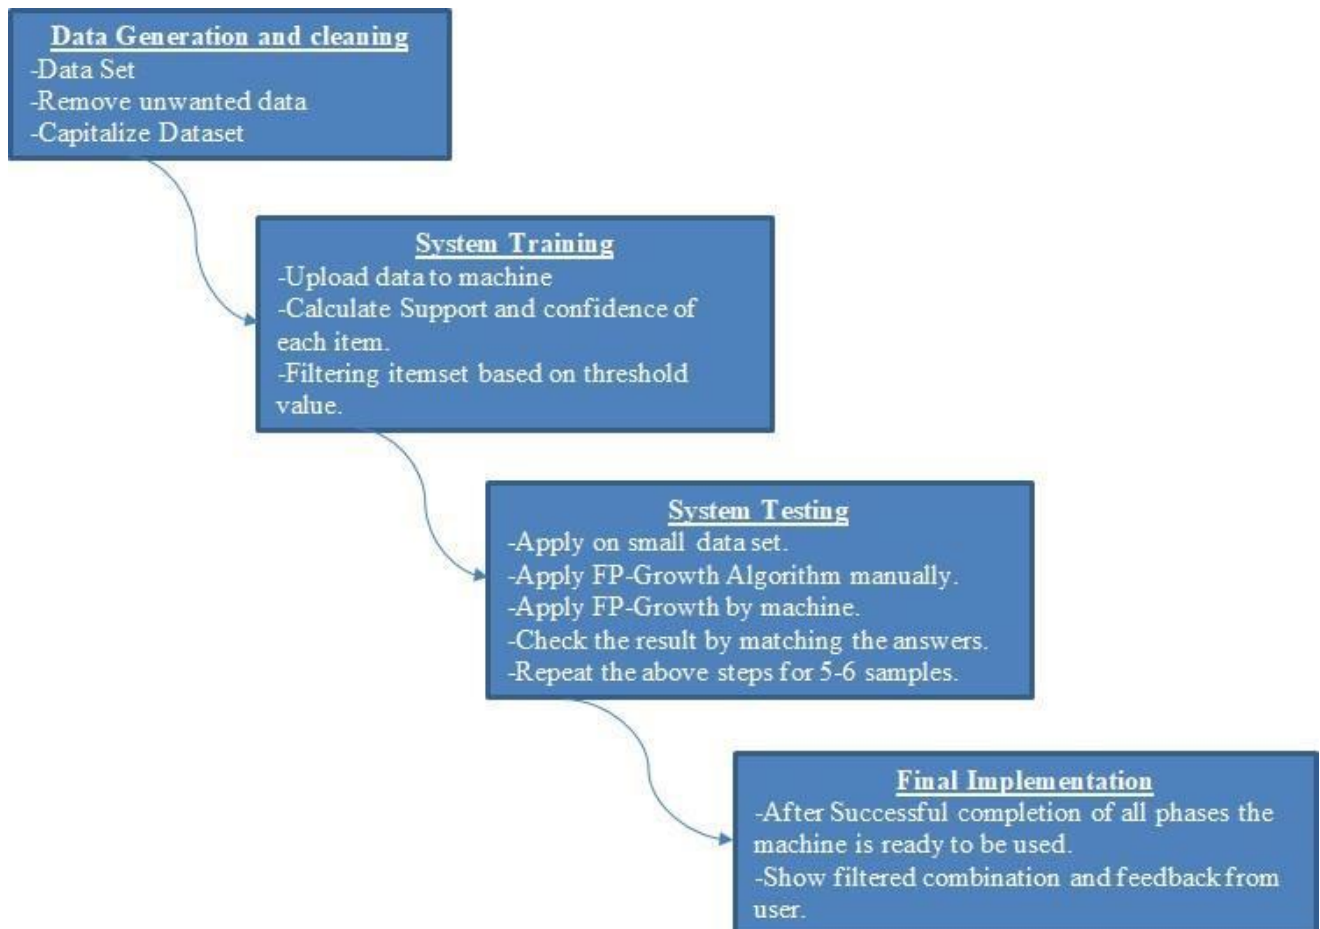 Data Generation and cleaning
-Data Set
-Remove unwanted data
-Capitalize Dataset
System Training
-Upload data to machine
-Calculate Support and confidence of
each item.
-Filtering itemset based on threshold
value.
System Testing
-Apply on small data set.
-Apply FP-Growth Algorithm manually.
-Apply FP-Growth by machine.
-Check the result by matching the answers.
-Repeat the above steps for 5-6 samples.
Final Implementation
-After Successful completion of all phases the
machine is ready to be used.
-Show filtered combination and feedback from
user.